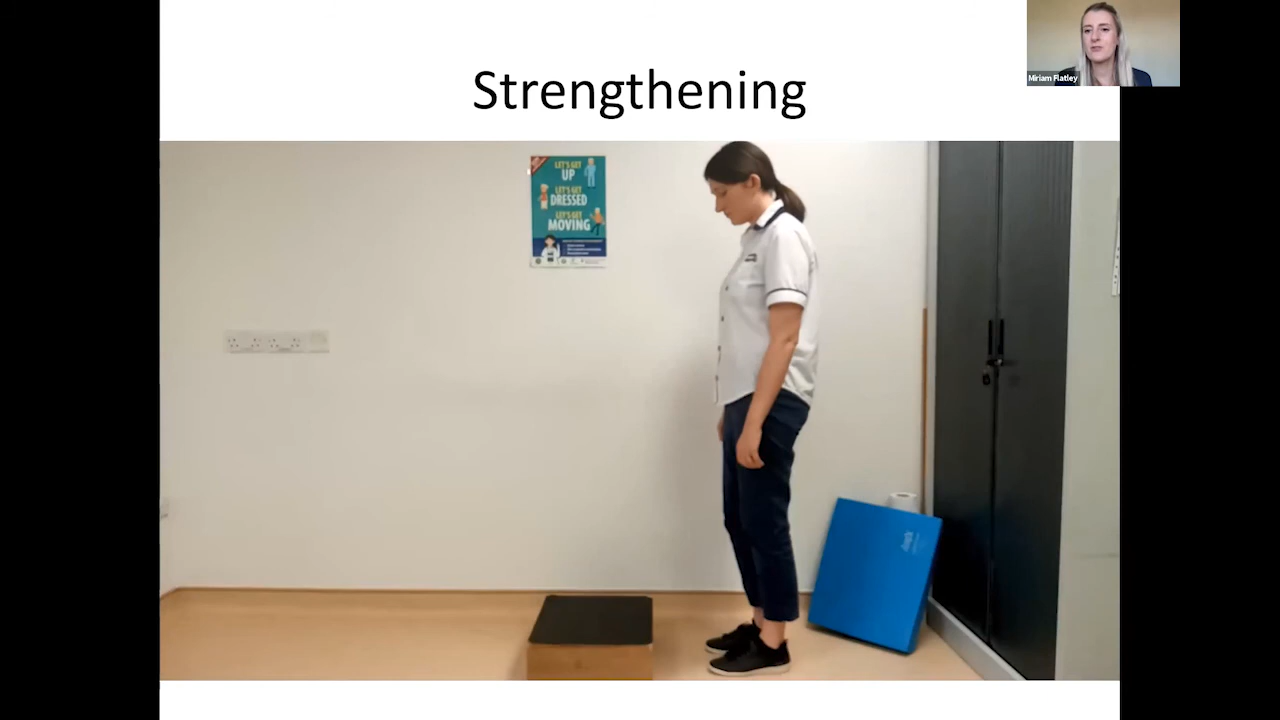 Strengthening
Miriam Flatley
LET'S GET
UP
LET'S GET
DRESSED
LET'S GET
MOVING